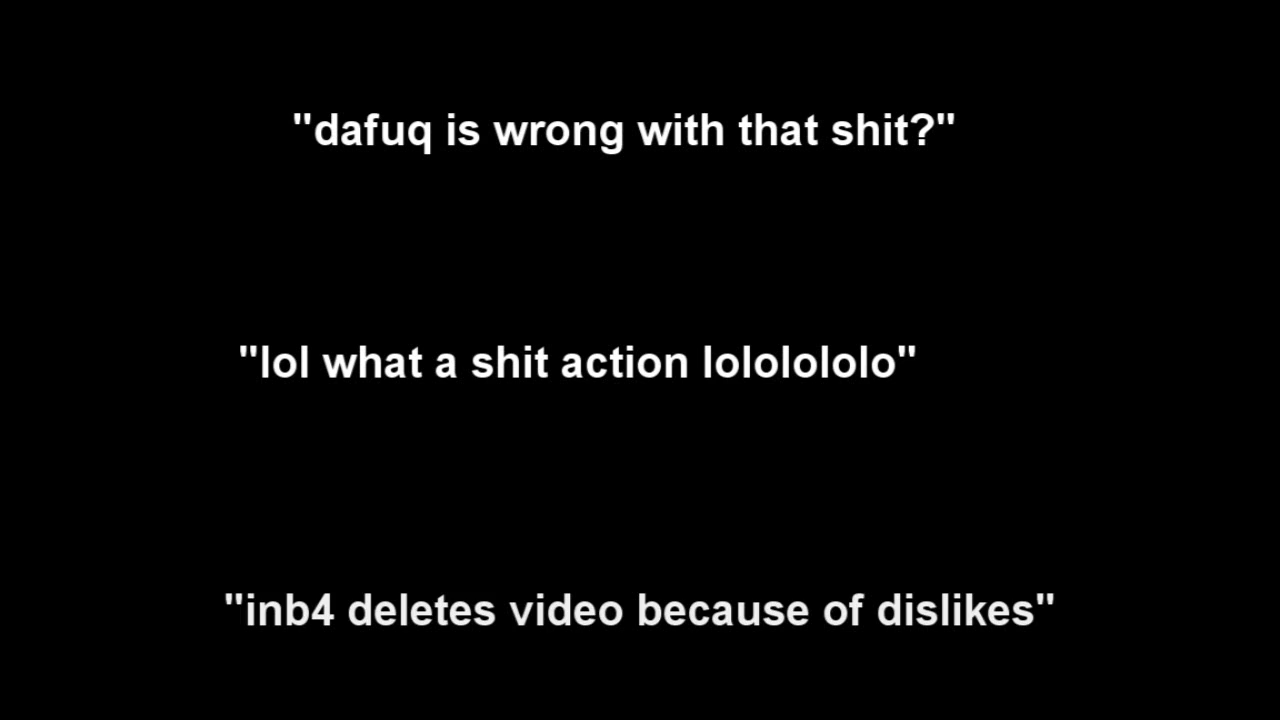 "dafuq is wrong with that shit?"
"lol what a shit action lolololololo"
"inb4 deletes video because of dislikes"